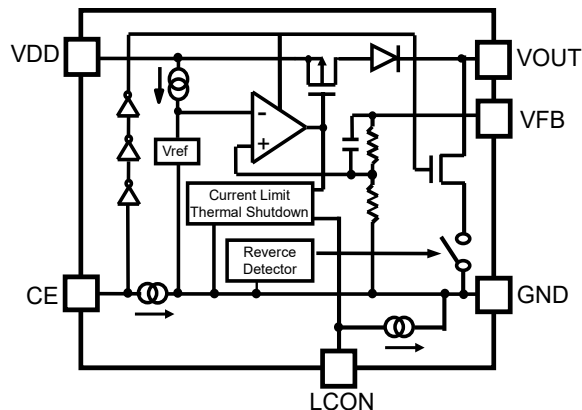 VDD
VOUT
VFB
-
+
Vref
Current Limit
Thermal Shutdown
Reverce
Detector
CE
GND
LCON